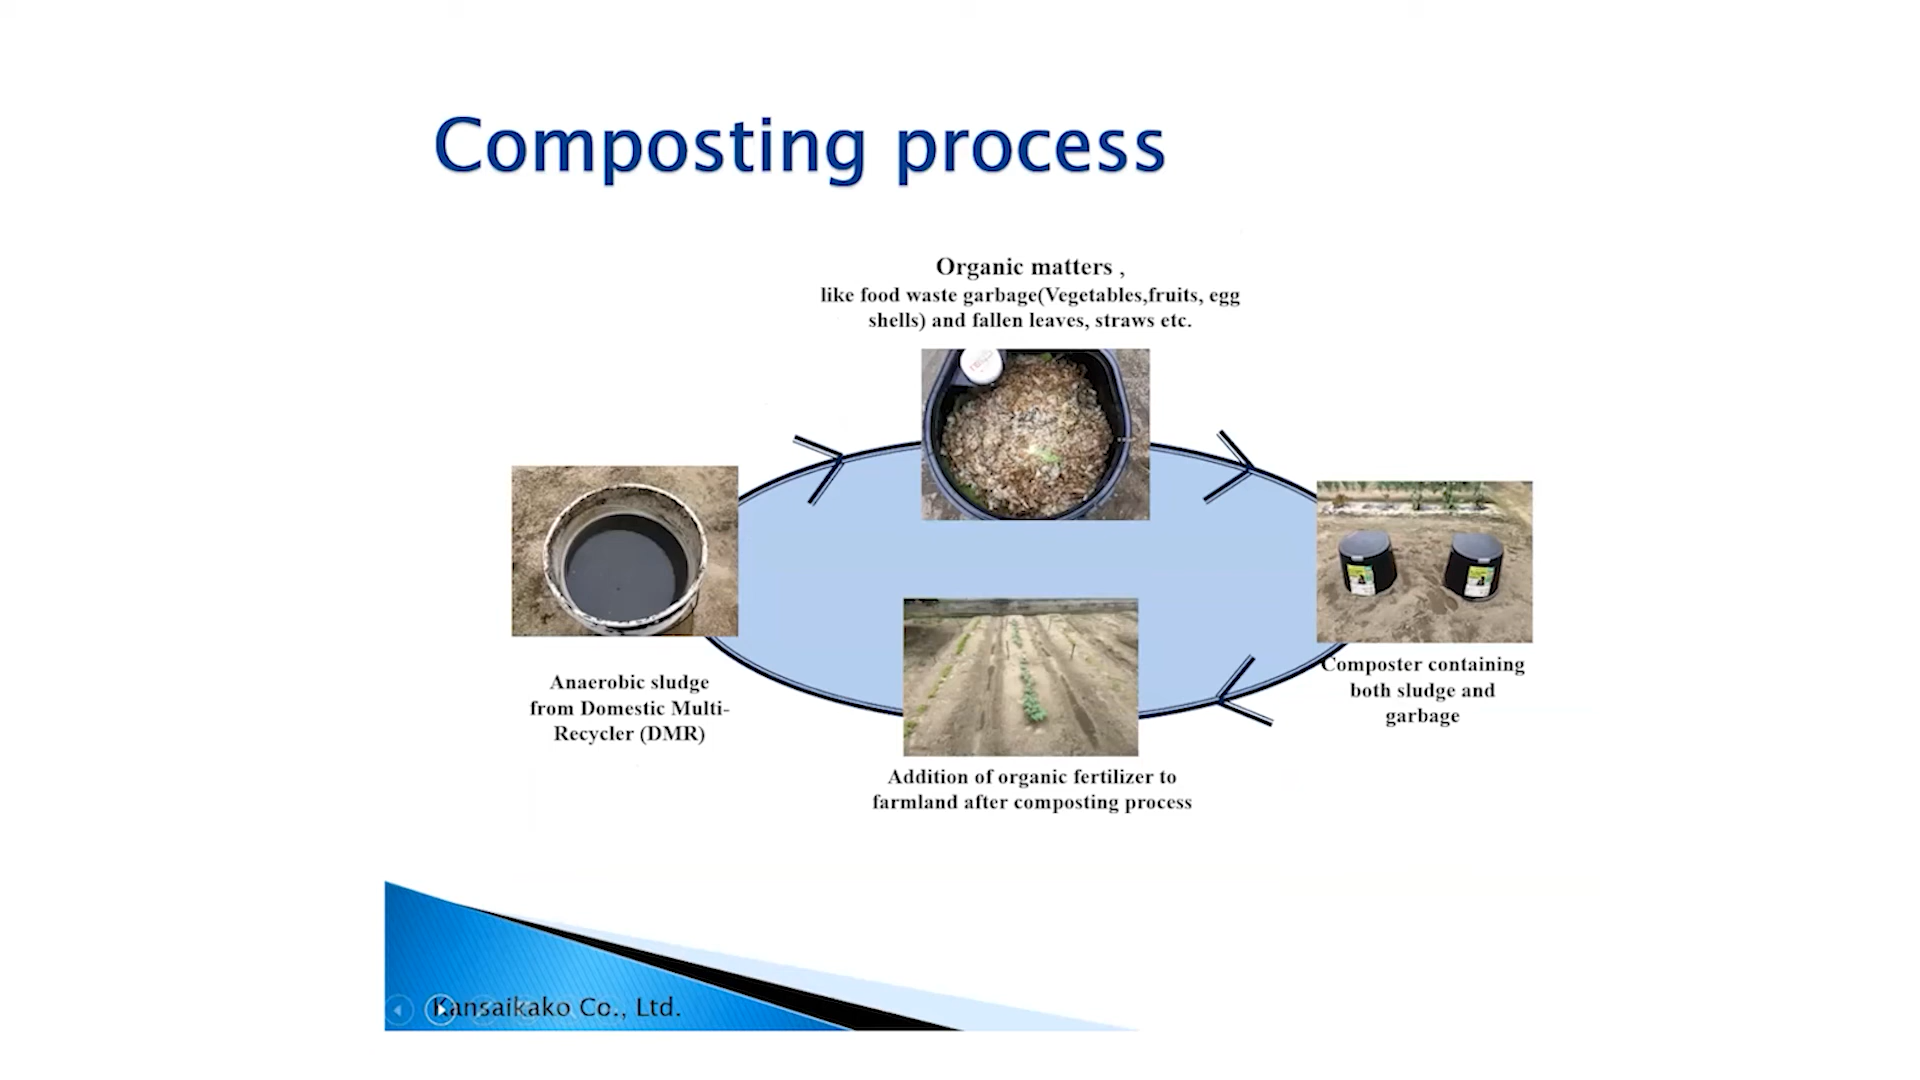 Composting process
Organic matters ,
like food waste garbage(Vegetables,fruits, egg
shells) and fallen leaves, straws etc.
Anaerobic sludge
from Domestic Multi-
Recycler (DMR)
Composter containing
both sludge and
garbage
Addition of organic fertilizer to
farmland after composting process
Kansaikako Co., Ltd.